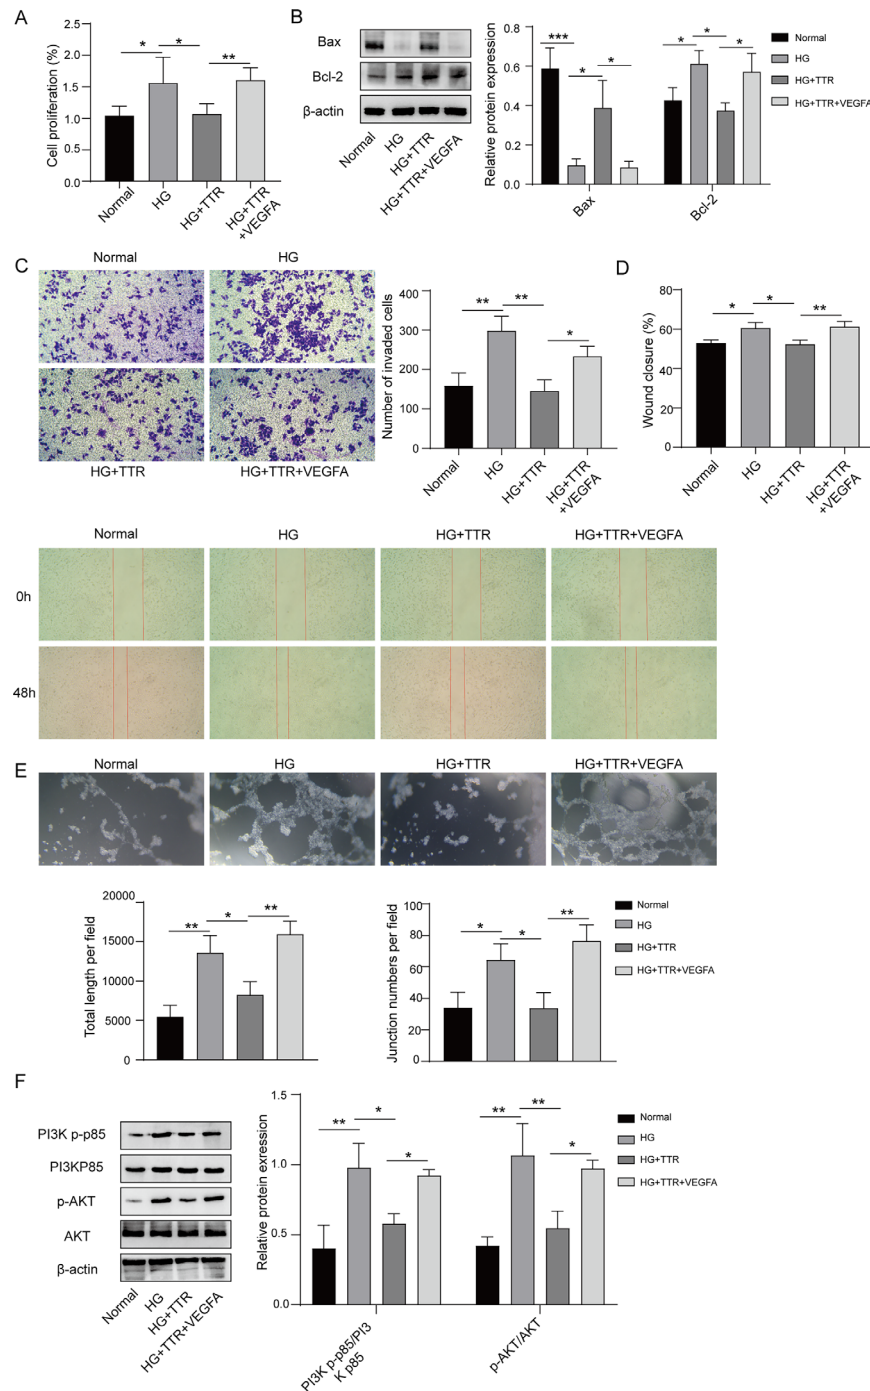 A
Cell proliferation (%)
2.5
2.0
1.5
1.0
0.5
0.0
* * **
Normal
HG
HG+TTR
HG+TTR
+VEGFA
B
Bax
Bcl-2
β-actin
Normal
HG
HG+TTR
HG+TTR+VEGFA
Relative protein expression
0.8
0.6
0.4
0.2
0.0
*** * * * * *
Bax
Bcl-2
Normal
HG
HG+TTR
HG+TTR+VEGFA
C
Normal HG
HG+TTR HG+TTR+VEGFA
Number of invaded cells
400
300
200
100
0
** ** *
Normal
HG
HG+TTR
HG+TTR
+VEGFA
D
Wound closure (%)
80
60
40
20
0
* * **
Normal
HG
HG+TTR
HG+TTR
+VEGFA
Normal HG HG+TTR HG+TTR+VEGFA
0h
48h
E
Normal HG HG+TTR HG+TTR+VEGFA
Total length per field
20000
15000
10000
5000
0
** * **
Junction numbers per field
100
80
60
40
20
0
* * **
Normal
HG
HG+TTR
HG+TTR+VEGFA
F
PI3K p-p85
PI3KP85
p-AKT
AKT
β-actin
Normal
HG
HG+TTR
HG+TTR+VEGFA
Relative protein exression
1.5
1.0
0.5
0.0
** * * ** ** *
PI3K p-p85/PI3
K p85
p-AKT/AKT
Normal
HG
HG+TTR
HG+TTR+VEGFA